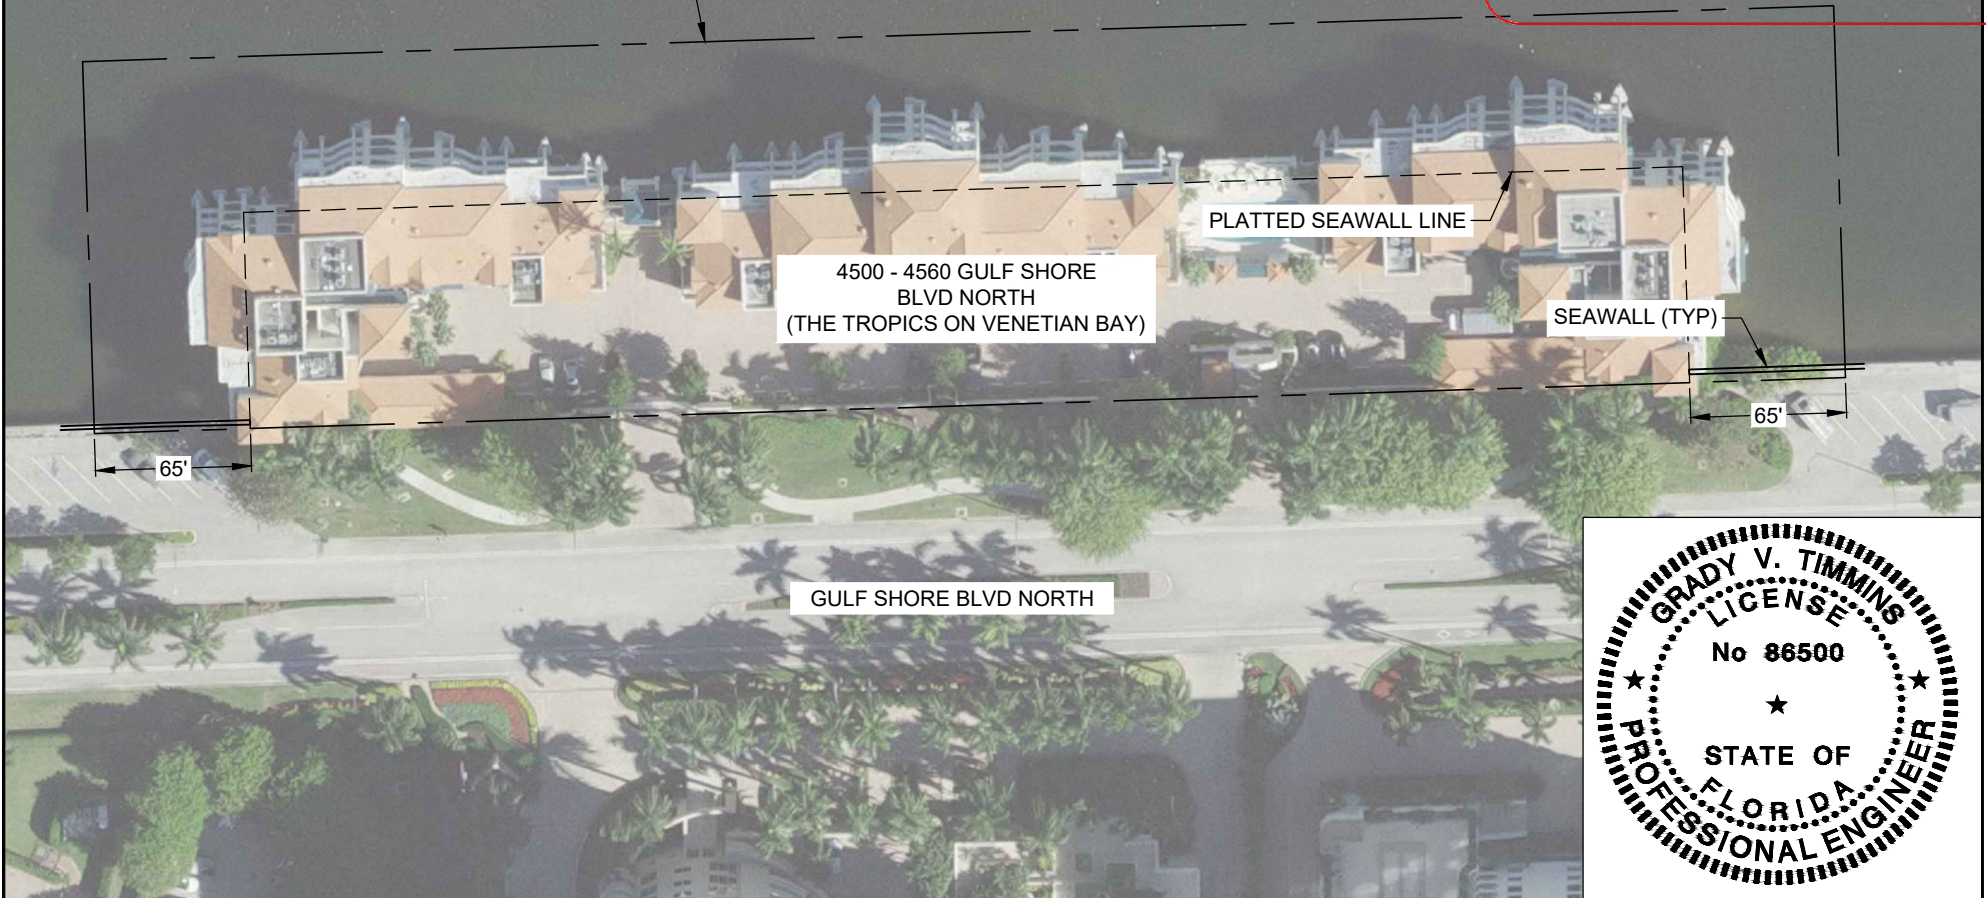 PLATTED SEAWALL LINE
4500 - 4560 GULF SHORE
BLVD NORTH
(THE TROPICS ON VENETIAN BAY)
SEAWALL (TYP)
65'
65'
GULF SHORE BLVD NORTH
GRADY V. TIMMINS
LICENSE
No 86500
STATE OF
FLORIDA
PROFESSIONAL ENGINEER